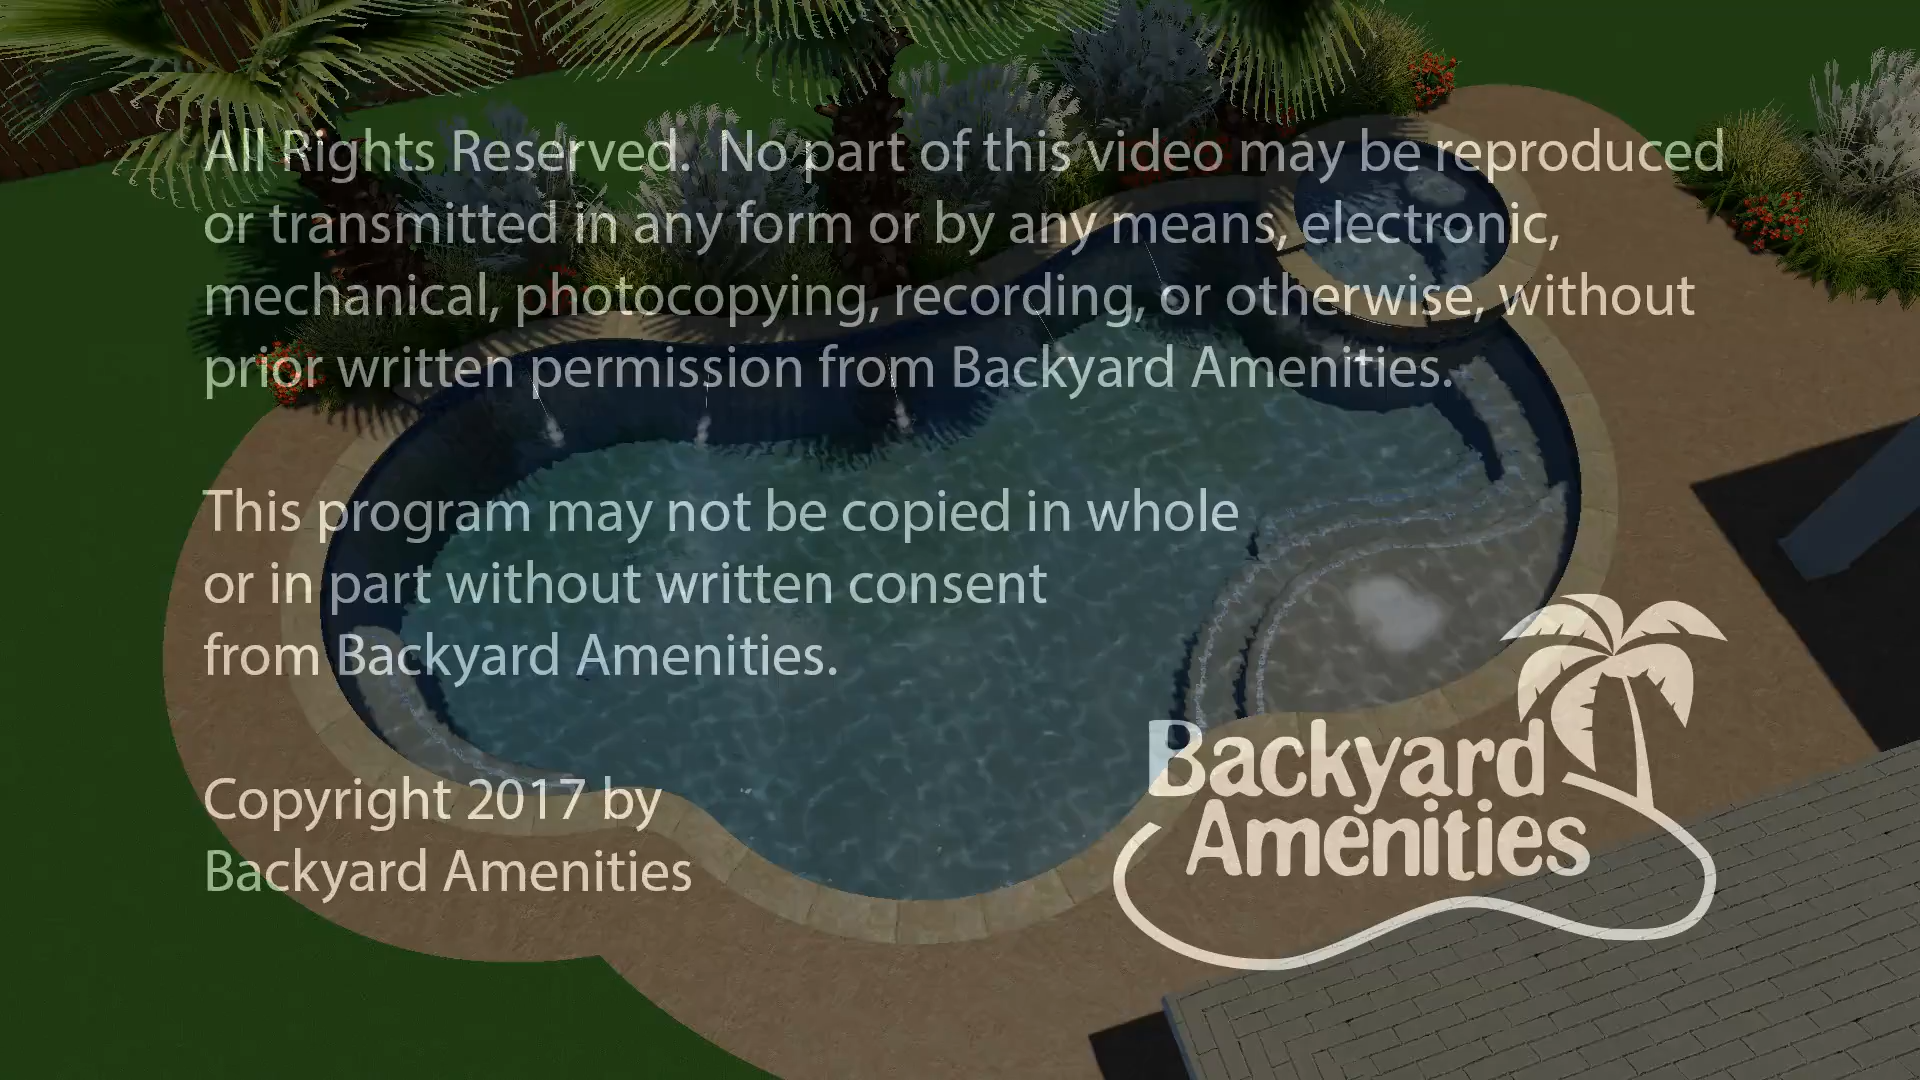 All Rights Reserved. No part of this video may be reproduced
or transmitted in any form or by any means, electronic,
mechanical, photocopying, recording, or otherwise, without
prior written permission from Backyard Amenities.
This program may not be copied in whole
or in part without written consent
from Backyard Amenities.
Copyright 2017 by
Backyard Amenities
Backyard
Amenities